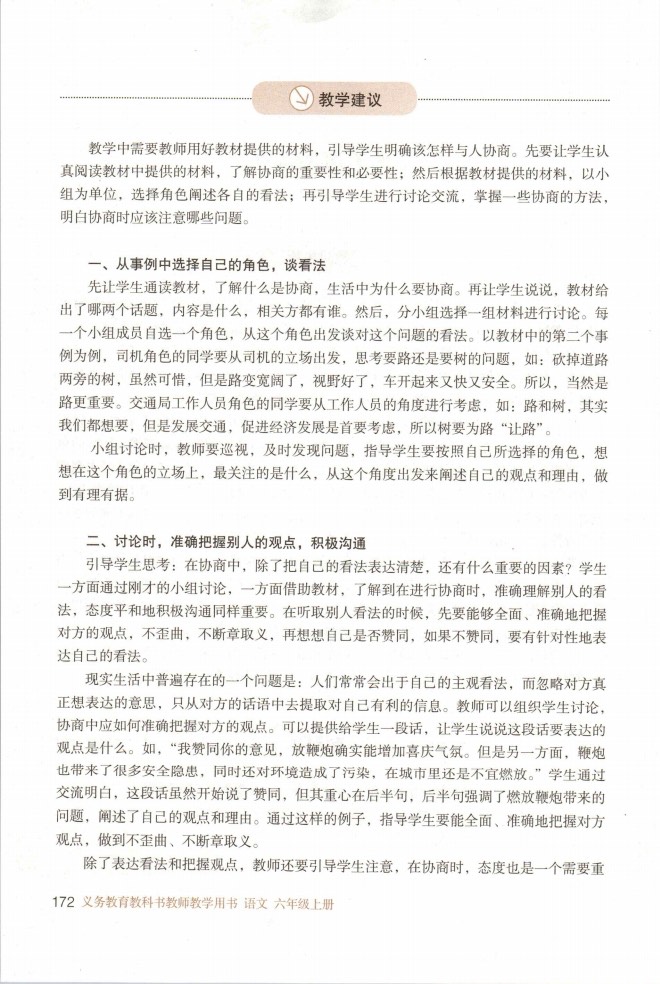 教学建议
教学中需要教师用好教材提供的材料，引导学生明确该怎样与人协商。先要让学生认
真阅读教材中提供的材料，了解协商的重要性和必要性；然后根据教材提供的材料，以小
组为单位，选择角色阐述各自的看法；再引导学生进行讨论交流，掌握一些协商的方法，
明白协商时应该注意哪些问题。
一、从事例中选择自己的角色，谈看法
先让学生通读教材，了解什么是协商，生活中为什么要协商。再让学生说说，教材给
出了哪两个话题，内容是什么，相关方都有谁。然后，分小组选择一组材料进行讨论。每
一个小组成员自选一个角色，从这个角色出发谈对这个问题的看法。以教材中的第二个事
例为例，司机角色的同学要从司机的立场出发，思考要路还是要树的问题，如：砍掉道路
两旁的树，虽然可惜，但是路变宽阔了，视野好了，车开起来又快又安全。所以，当然是
路更重要。交通局工作人员角色的同学要从工作人员的角度进行考虑，如：路和树，其实
我们都想要，但是发展交通，促进经济发展是首要考虑，所以树要为路“让路”。
小组讨论时，教师要巡视，及时发现问题，指导学生要按照自己所选择的角色，想
想在这个角色的立场上，最关注的是什么，从这个角度出发来阐述自己的观点和理由，做
到有理有据。
二、讨论时，准确把握别人的观点，积极沟通
引导学生思考：在协商中，除了把自己的看法表达清楚，还有什么重要的因素？学生
一方面通过刚才的小组讨论，一方面借助教材，了解到在进行协商时，准确理解别人的看
法，态度平和地积极沟通同样重要。在听取别人看法的时候，先要能够全面、准确地把握
对方的观点，不歪曲，不断章取义，再想想自己是否赞同，如果不赞同，要有针对性地表
达自己的看法。
现实生活中普遍存在的一个问题是：人们常常会出于自己的主观看法，而忽略对方真
正想表达的意思，只从对方的话语中去提取对自己有利的信息。教师可以组织学生讨论，
协商中应如何准确把握对方的观点。可以提供给学生一段话，让学生说说这段话要表达的
观点是什么。如，“我赞同你的意见，放鞭炮确实能增加喜庆气氛。但是另一方面，鞭炮
也带来了很多安全隐患，同时还对环境造成了污染，在城市里还是不宜燃放。”学生通过
交流明白，这段话虽然开始说了赞同，但其重心在后半句，后半句强调了燃放鞭炮带来的
问题，阐述了自己的观点和理由。通过这样的例子，指导学生要能全面、准确地把握对方
观点，做到不歪曲、不断章取义。
除了表达看法和把握观点，教师还要引导学生注意，在协商时，态度也是一个需要重
172 义务教育教科书教师教学用书 语文 六年级上册